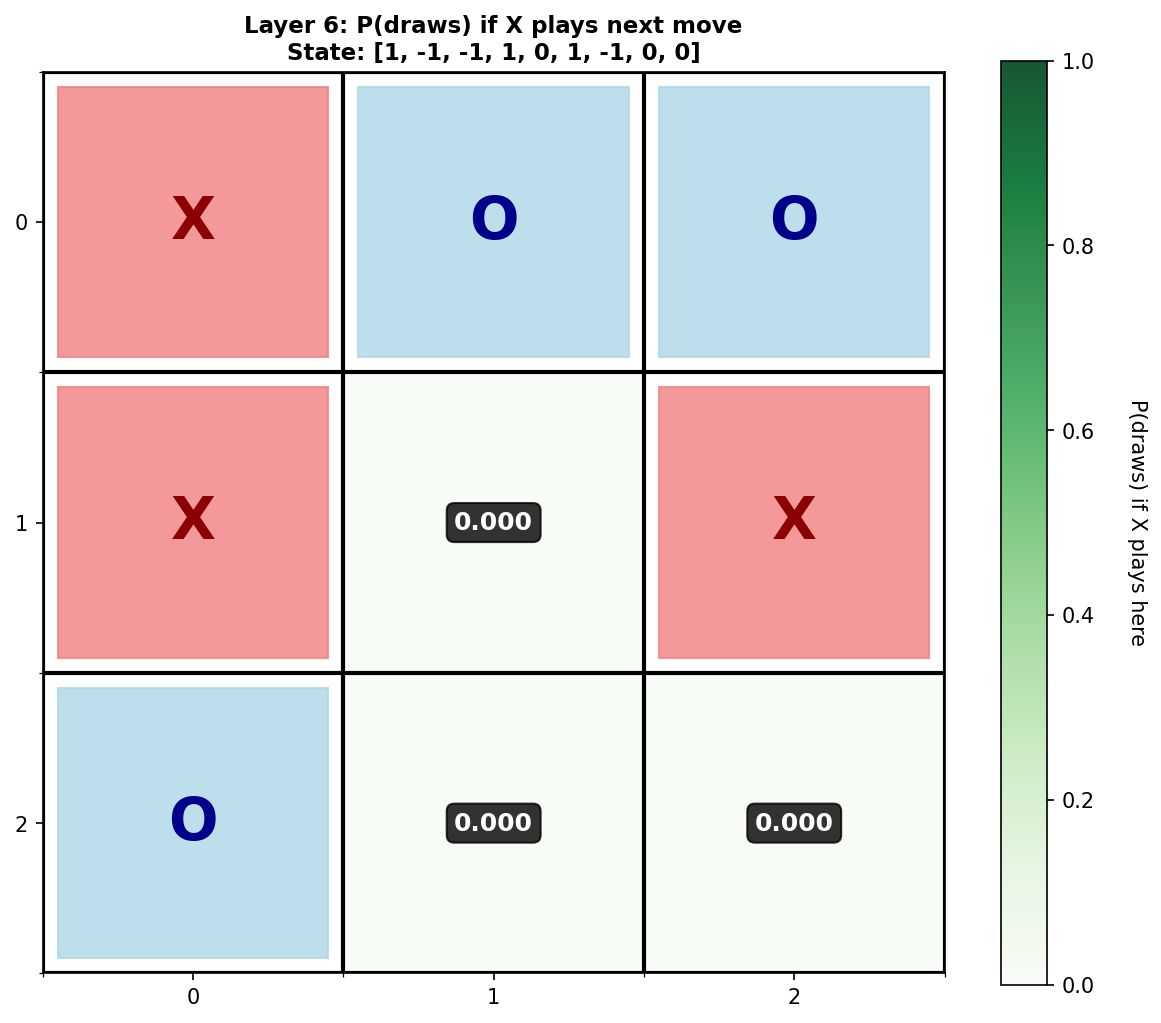 Layer 6: P(draws) if X plays next move
State: [1, -1, -1, 1, 0, 1, -1, 0, 0]
X
O
O
X
0.000
X
O
0.000
0.000
0
1
2
0
1
2
1.0
0.8
0.6
0.4
0.2
0.0
P(draws) if X plays here